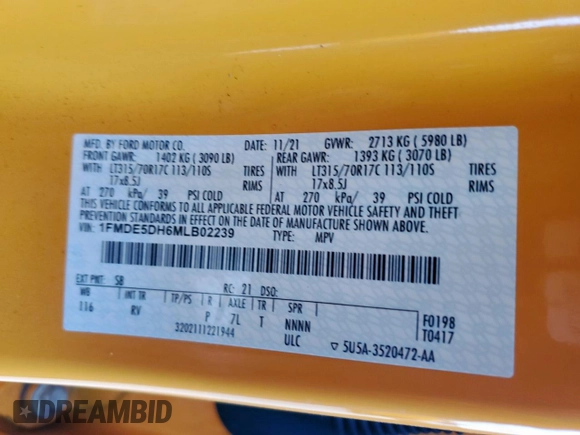 MFD. BY FORD MOTOR CO. DATE: 11/21 GVWR: 2713 KG ( 5980 LB)
FRONT GAWR: 1402 KG ( 3090 LB) REAR GAWR: 1393 KG ( 3070 LB)
WITH LT315/70R17C 113/110S TIRES WITH LT315/70R17C 113/110S TIRES
17x8.5J RIMS 17x8.5J RIMS
AT 270 kPa/ 39 PSI COLD AT 270 kPa/ 39 PSI COLD
THIS VEHICLE CONFORMS TO ALL APPLICABLE FEDERAL MOTOR VEHICLE SAFETY AND THEFT
PREVENTION STANDARDS IN EFFECT ON THE DATE OF MANUFACTURE SHOWN ABOVE.
VIN: 1FMDE5DH6MLB02239 TYPE: MPV
EXT PNT: SB RC: 21 DSO:
WB INT TR TP/PS R AXLE TR SPR
116 RV P 7L T NNNN F0198
3202111221944 ULC T0417
▽ 5U5A-3520472-AA
DREAMBID